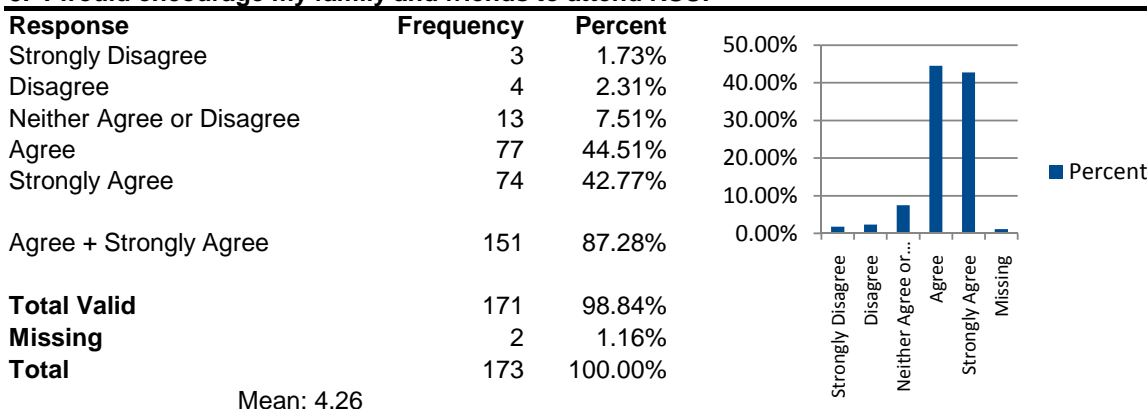 Response Frequency Percent
Strongly Disagree 3 1.73%
Disagree 4 2.31%
Neither Agree or Disagree 13 7.51%
Agree 77 44.51%
Strongly Agree 74 42.77%
Agree + Strongly Agree 151 87.28%
Total Valid 171 98.84%
Missing 2 1.16%
Total 173 100.00%
Mean: 4.26
50.00%
40.00%
30.00%
20.00%
10.00%
0.00%
Strongly Disagree
Disagree
Neither Agree or...
Agree
Strongly Agree
Missing
Percent